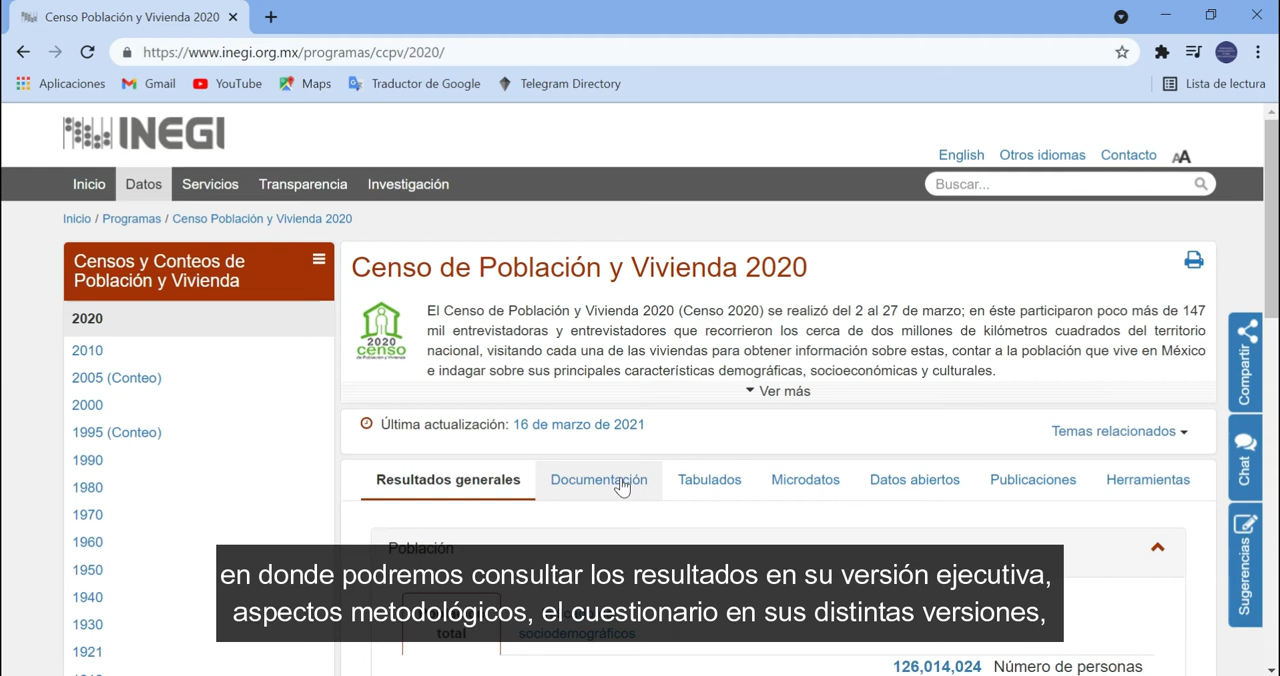 Censo Población y Vivienda 2020
https://www.inegi.org.mx/programas/ccpv/2020/
Aplicaciones Gmail YouTube Maps Traductor de Google Telegram Directory Lista de lectura
INEGI
English Otros idiomas Contacto AA
Inicio Datos Servicios Transparencia Investigación Buscar...
Inicio / Programas / Censo Población y Vivienda 2020
Censos y Conteos de
Población y Vivienda
2020
2010
2005 (Conteo)
2000
1995 (Conteo)
1990
1980
1970
1960
1950
1940
1930
1921
Censo de Población y Vivienda 2020
2020
censo
de Población y Vivienda
El Censo de Población y Vivienda 2020 (Censo 2020) se realizó del 2 al 27 de marzo; en éste participaron poco más de 147
mil entrevistadoras y entrevistadores que recorrieron los cerca de dos millones de kilómetros cuadrados del territorio
nacional, visitando cada una de las viviendas para obtener información sobre estas, contar a la población que vive en México
e indagar sobre sus principales características demográficas, socioeconómicas y culturales.
Ver más
Última actualización: 16 de marzo de 2021
Temas relacionados
Resultados generales Documentación Tabulados Microdatos Datos abiertos Publicaciones Herramientas
Población
total
sociodemográficos
126,014,024 Número de personas
en donde podremos consultar los resultados en su versión ejecutiva,
aspectos metodológicos, el cuestionario en sus distintas versiones,
Compartir
Chat
Sugerencias